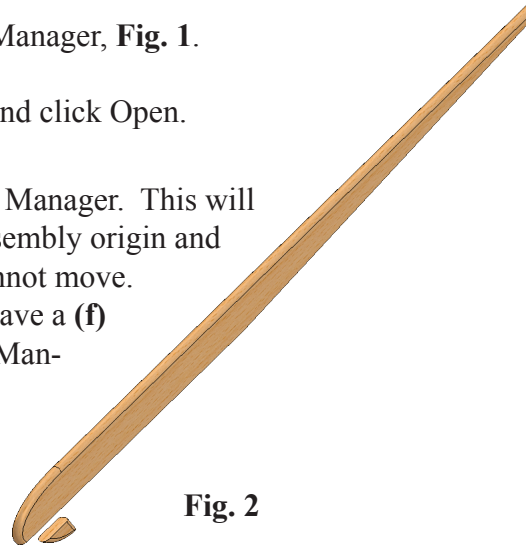 Manager, Fig. 1.
nd click Open.
Manager. This will
sembly origin and
nnot move.
ave a (f)
Man-
Fig. 2